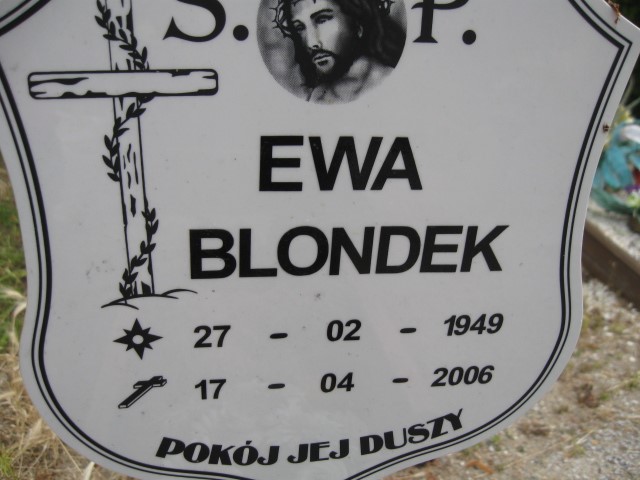 S. P.
EWA
BLONDEK
27 - 02 - 1949
17 - 04 - 2006
POKÓJ JEJ DUSZY